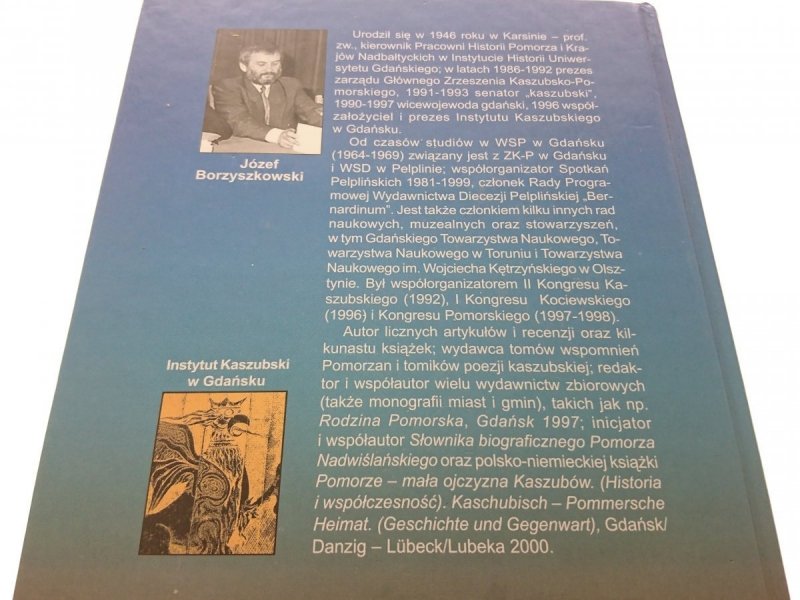 Urodził się w 1946 roku w Karsinie – prof.
zw., kierownik Pracowni Historii Pomorza i Kra-
jów Nadbałtyckich w Instytucie Historii Uniwer-
sytetu Gdańskiego; w latach 1986-1992 prezes
zarządu Głównego Zrzeszenia Kaszubsko-Po-
morskiego, 1991-1993 senator „kaszubski”,
1990-1997 wicewojewoda gdański, 1996 współ-
założyciel i prezes Instytutu Kaszubskiego
w Gdańsku.
Od czasów studiów w WSP w Gdańsku
(1964-1969) związany jest z ZK-P w Gdańsku
i WSD w Pelplinie; współorganizator Spotkań
Pelplińskich 1981-1999, członek Rady Progra-
mowej Wydawnictwa Diecezji Pelplińskiej „Ber-
nardinum”. Jest także członkiem kilku innych rad
naukowych, muzealnych oraz stowarzyszeń,
w tym Gdańskiego Towarzystwa Naukowego, To-
warzystwa Naukowego w Toruniu i Towarzystwa
Naukowego im. Wojciecha Kętrzyńskiego w Olsz-
tynie. Był współorganizatorem II Kongresu Ka-
szubskiego (1992), I Kongresu Kociewskiego
(1996) i Kongresu Pomorskiego (1997-1998).
Autor licznych artykułów i recenzji oraz kil-
kunastu książek; wydawca tomów wspomnień
Pomorzan i tomików poezji kaszubskiej; redak-
tor i współautor wielu wydawnictw zbiorowych
(także monografii miast i gmin), takich jak np.
Rodzina Pomorska, Gdańsk 1997; inicjator
i współautor Słownika biograficznego Pomorza
Nadwiślańskiego oraz polsko-niemieckiej książki
Pomorze – mała ojczyzna Kaszubów. (Historia
i współczesność). Kaschubisch – Pommersche
Heimat. (Geschichte und Gegenwart), Gdańsk/
Danzig – Lübeck/Lubeka 2000.
Józef
Borzyszkowski
Instytut Kaszubski
w Gdańsku